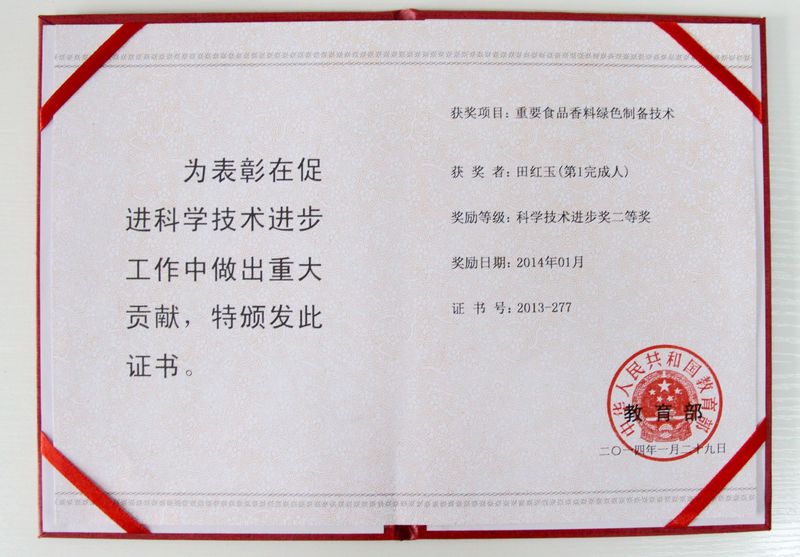 为表彰在促
进科学技术进步
工作中做出重大
贡献，特颁发此
证书。
获奖项目：重要食品香料绿色制备技术
获 奖 者：田红玉(第1完成人)
奖励等级：科学技术进步奖二等奖
奖励日期：2014年01月
证 书 号：2013-277
中华人民共和国教育部
教 育 部
二〇一四年一月二十九日